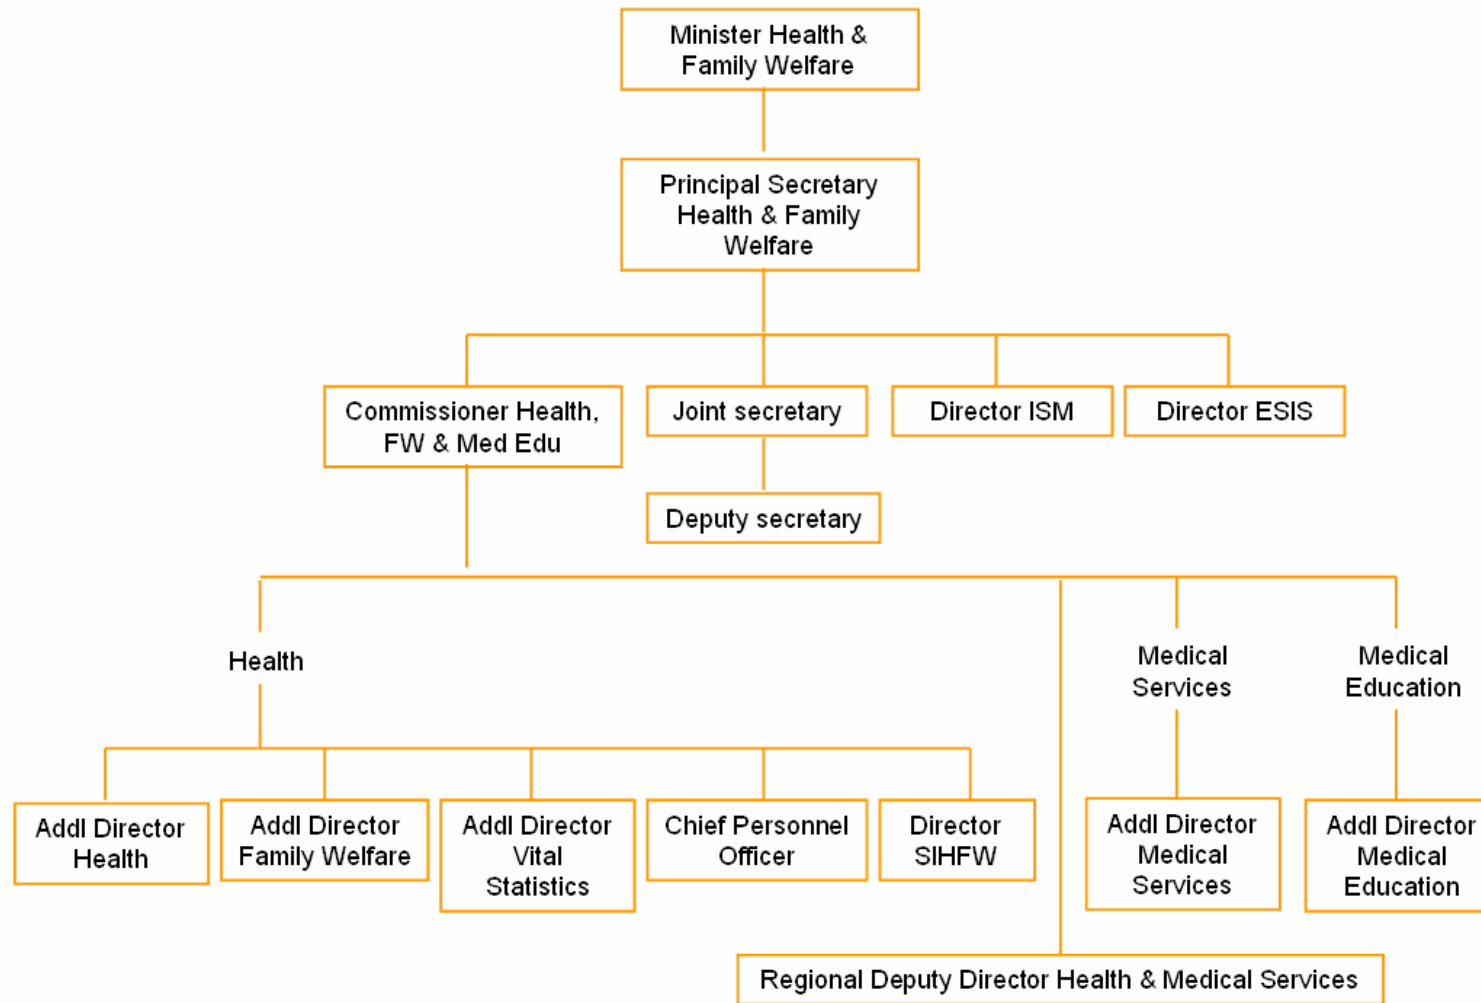 Minister Health &
Family Welfare
Principal Secretary
Health & Family
Welfare
Commissioner Health,
FW & Med Edu
Joint secretary
Director ISM
Director ESIS
Deputy secretary
Health
Medical
Services
Medical
Education
Addl Director
Health
Addl Director
Family Welfare
Addl Director
Vital
Statistics
Chief Personnel
Officer
Director
SIHFW
Addl Director
Medical
Services
Addl Director
Medical
Education
Regional Deputy Director Health & Medical Services